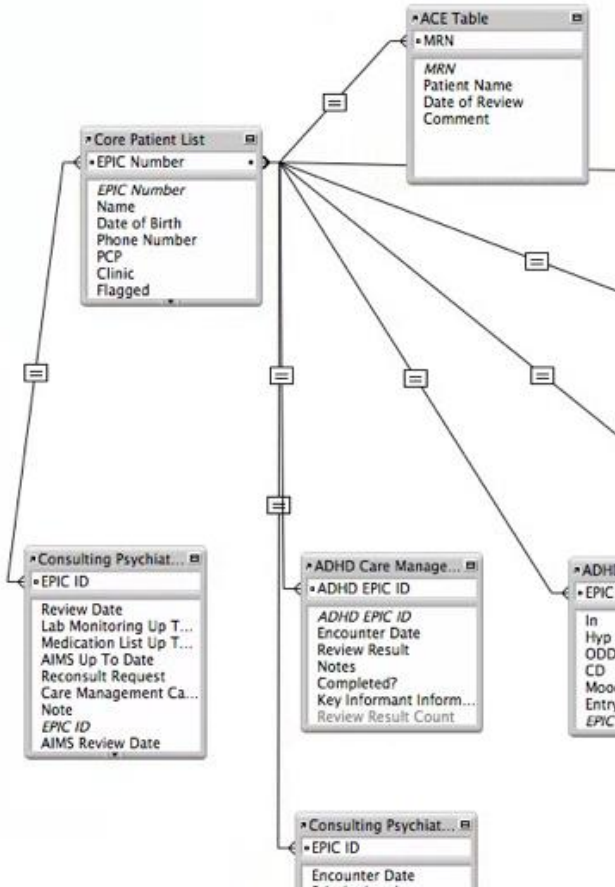 ACE Table
MRN
MRN
Patient Name
Date of Review
Comment
Core Patient List
EPIC Number
EPIC Number
Name
Date of Birth
Phone Number
PCP
Clinic
Flagged
Consulting Psychiat...
EPIC ID
Review Date
Lab Monitoring Up T...
Medication List Up T...
AIMS Up To Date
Reconsult Request
Care Management Ca...
Note
EPIC ID
AIMS Review Date
ADHD Care Manage...
ADHD EPIC ID
ADHD EPIC ID
Encounter Date
Review Result
Notes
Completed?
Key Informant Inform...
Review Result Count
ADHI
EPIC
In
Hyp
ODD
CD
Moo
Entry
EPIC
Consulting Psychiat...
EPIC ID
Encounter Date